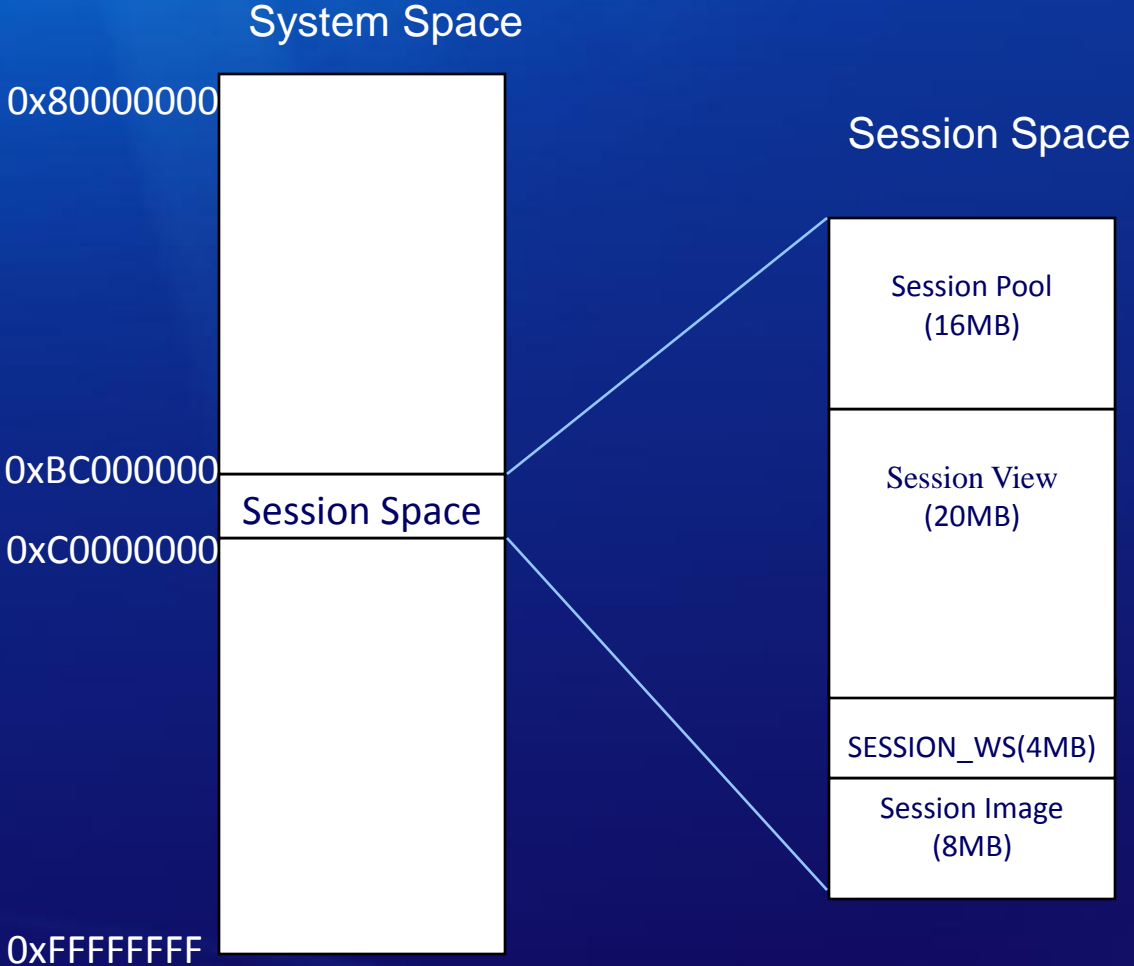 System Space
0x80000000
0xBC000000
Session Space
0xC0000000
0xFFFFFFFF
Session Space
Session Pool
(16MB)
Session View
(20MB)
SESSION_WS(4MB)
Session Image
(8MB)